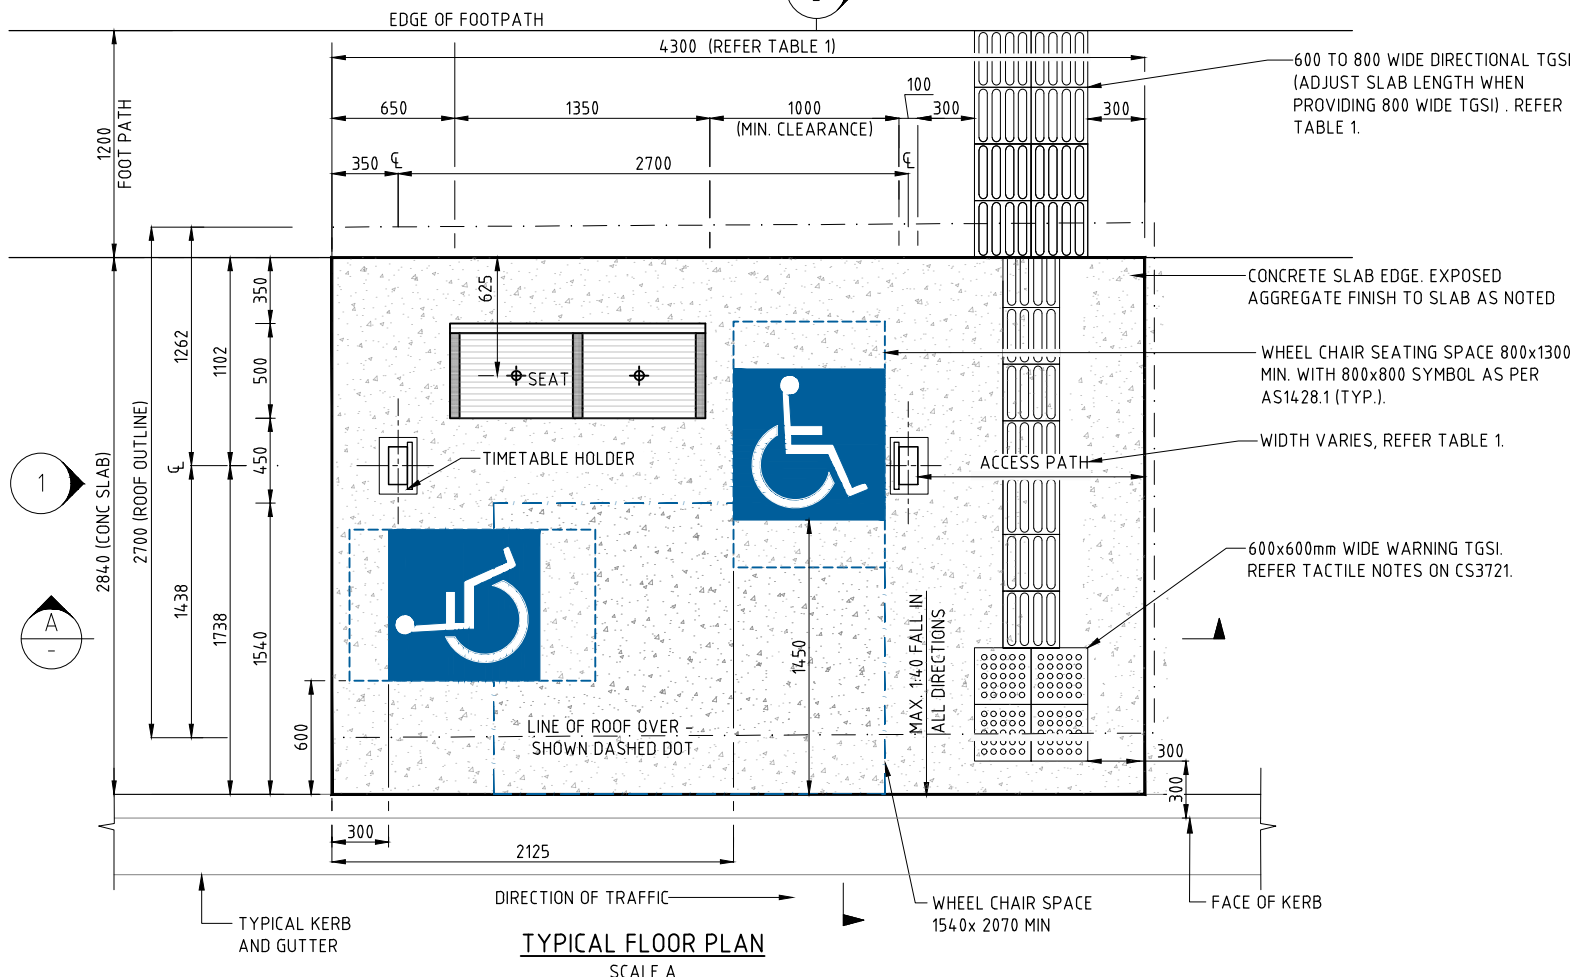 EDGE OF FOOTPATH
4300 (REFER TABLE 1)
600 TO 800 WIDE DIRECTIONAL TGSI
(ADJUST SLAB LENGTH WHEN
PROVIDING 800 WIDE TGSI) . REFER
TABLE 1.
100
650
1350
1000
300
300
(MIN. CLEARANCE)
1200
FOOT PATH
350
℄
2700
℄
CONCRETE SLAB EDGE. EXPOSED
AGGREGATE FINISH TO SLAB AS NOTED
350
625
1262
1102
500
WHEEL CHAIR SEATING SPACE 800x1300
MIN. WITH 800x800 SYMBOL AS PER
AS1428.1 (TYP.).
SEAT
450
TIMETABLE HOLDER
ACCESS PATH
WIDTH VARIES, REFER TABLE 1.
℄
1
2840 (CONC SLAB)
2700 (ROOF OUTLINE)
1438
1738
1540
600x600mm WIDE WARNING TGSI.
REFER TACTILE NOTES ON CS3721.
A
-
1450
MAX. 1:40 FALL IN
ALL DIRECTIONS
600
LINE OF ROOF OVER -
SHOWN DASHED DOT
300
300
300
2125
DIRECTION OF TRAFFIC
WHEEL CHAIR SPACE
1540x 2070 MIN
FACE OF KERB
TYPICAL KERB
AND GUTTER
TYPICAL FLOOR PLAN
SCALE A